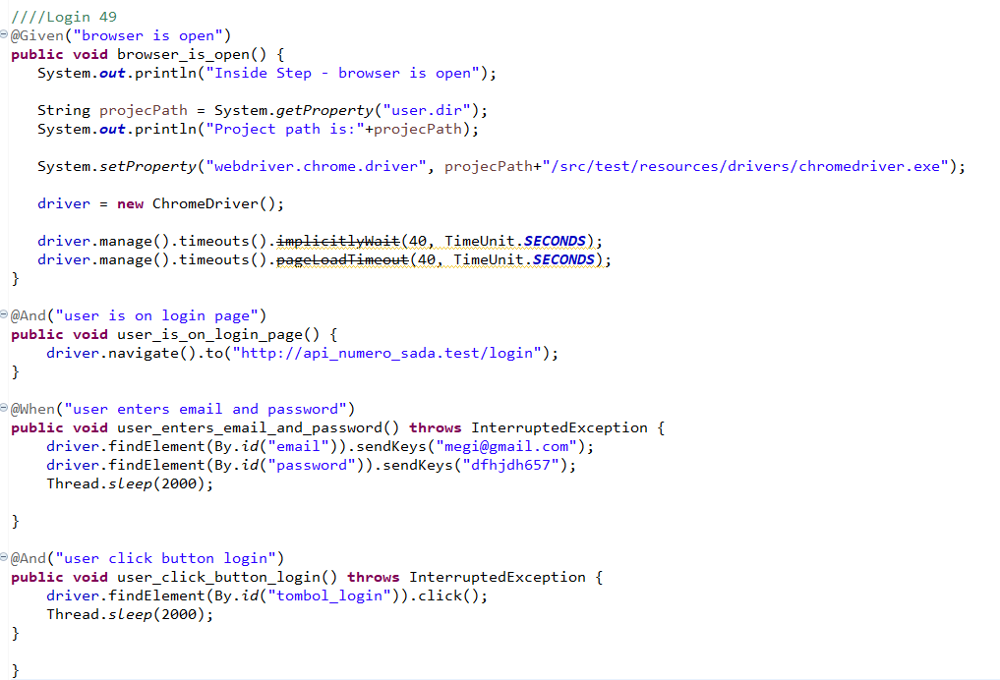 ////Login 49
@Given("browser is open")
public void browser_is_open() {
System.out.println("Inside Step - browser is open");
String projecPath = System.getProperty("user.dir");
System.out.println("Project path is:"+projecPath);
System.setProperty("webdriver.chrome.driver", projecPath+"/src/test/resources/drivers/chromedriver.exe");
driver = new ChromeDriver();
driver.manage().timeouts().implicitlyWait(40, TimeUnit.SECONDS);
driver.manage().timeouts().pageLoadTimeout(40, TimeUnit.SECONDS);
}
@And("user is on login page")
public void user_is_on_login_page() {
driver.navigate().to("http://api_numero_sada.test/login");
}
@When("user enters email and password")
public void user_enters_email_and_password() throws InterruptedException {
driver.findElement(By.id("email")).sendKeys("megi@gmail.com");
driver.findElement(By.id("password")).sendKeys("dfhjdh657");
Thread.sleep(2000);
}
@And("user click button login")
public void user_click_button_login() throws InterruptedException {
driver.findElement(By.id("tombol_login")).click();
Thread.sleep(2000);
}
}